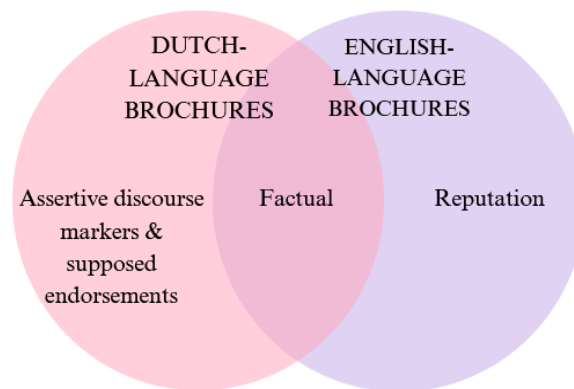 DUTCH-
LANGUAGE
BROCHURES
ENGLISH-
LANGUAGE
BROCHURES
Assertive discourse
markers &
supposed
endorsements
Factual
Reputation